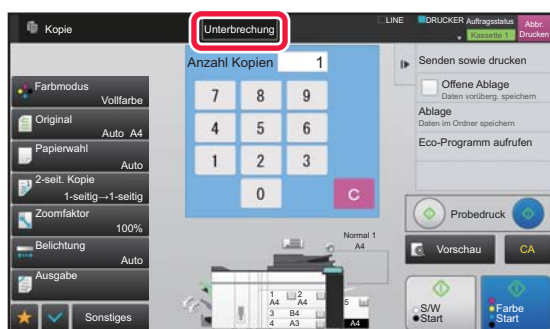 Kopie
Unterbrechung
LINE
DRUCKER
Auftragsstatus
Kassette 1
Abbr.
Drucken
Farbmodus
Vollfarbe
Original
Auto A4
Papierwahl
Auto
2-seit. Kopie
1-seitig→1-seitig
Zoomfaktor
100%
Belichtung
Auto
Ausgabe
Sonstiges
Anzahl Kopien 1
7 8 9
4 5 6
1 2 3
0 C
Normal 1
A4
1 A4 2 A4
3 B4
4 A3
5
A4
Senden sowie drucken
Offene Ablage
Daten vorüberg. speichern
Ablage
Daten im Ordner speichern
Eco-Programm aufrufen
Probedruck
Vorschau
CA
S/W
Start
Farbe
Start